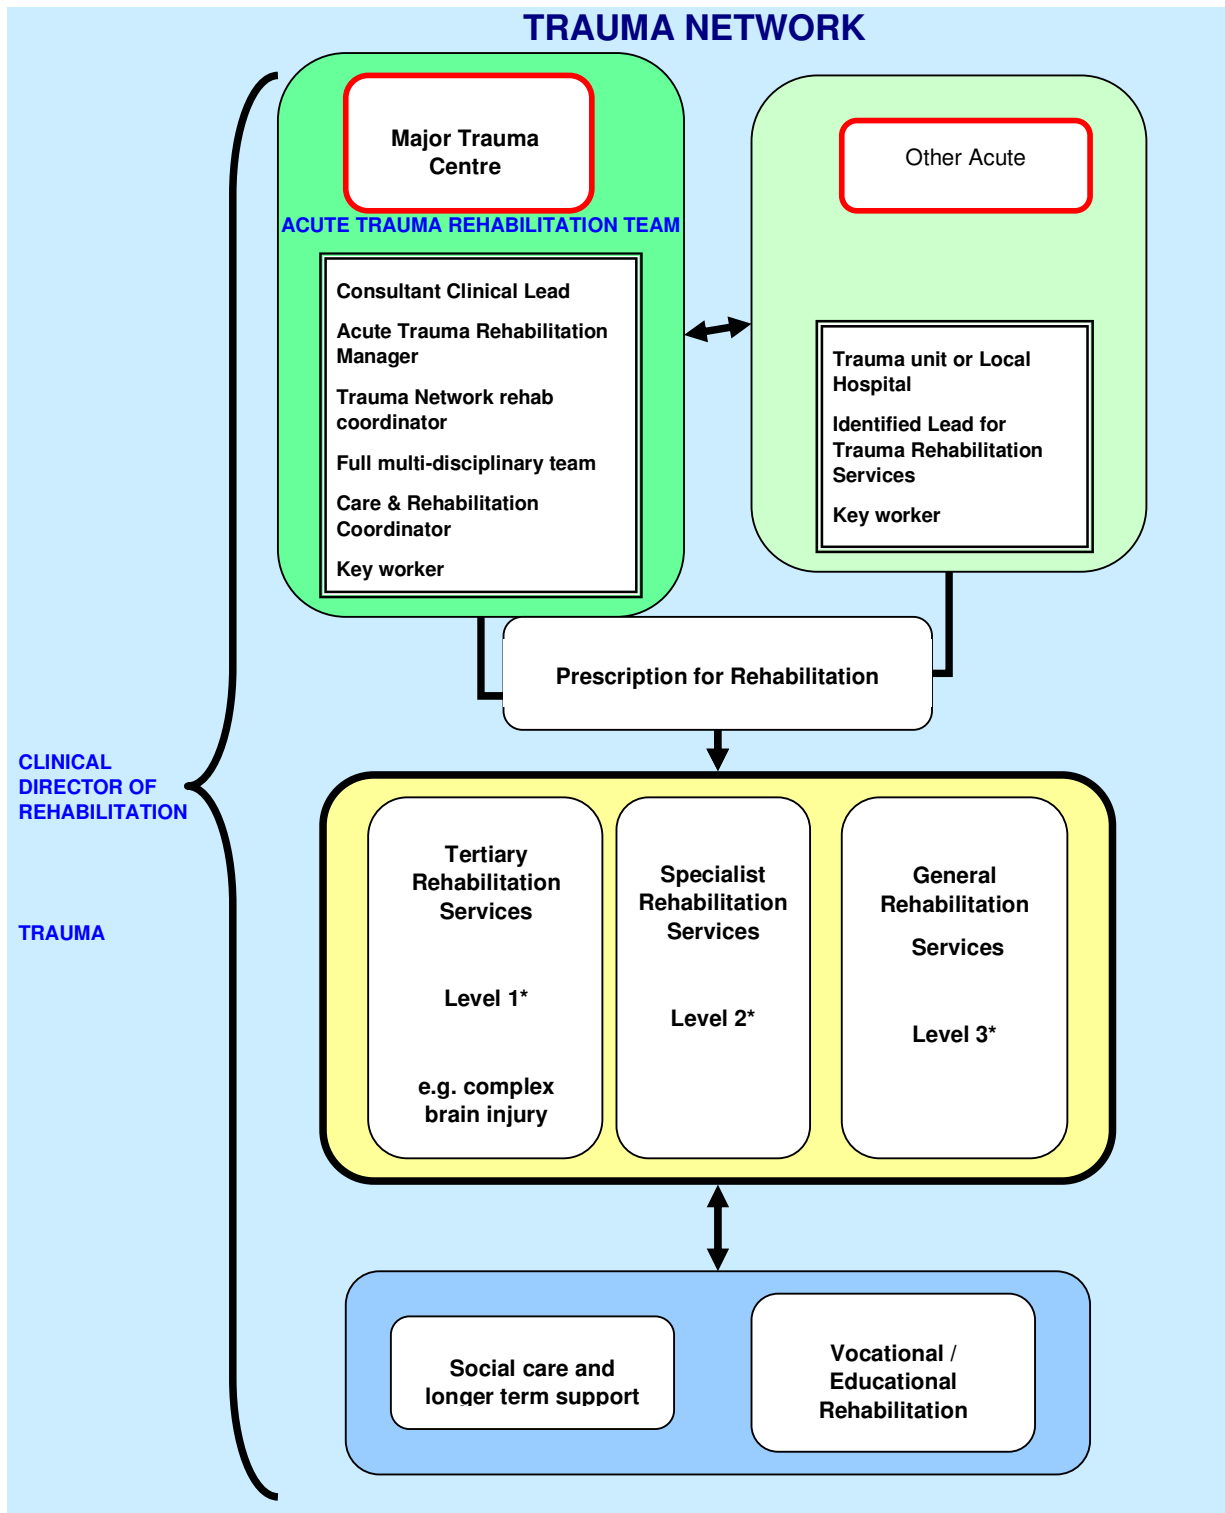 TRAUMA NETWORK
Major Trauma
Centre
ACUTE TRAUMA REHABILITATION TEAM
Consultant Clinical Lead
Acute Trauma Rehabilitation
Manager
Trauma Network rehab
coordinator
Full multi-disciplinary team
Care & Rehabilitation
Coordinator
Key worker
Other Acute
Trauma unit or Local
Hospital
Identified Lead for
Trauma Rehabilitation
Services
Key worker
Prescription for Rehabilitation
CLINICAL
DIRECTOR OF
REHABILITATION
TRAUMA
Tertiary
Rehabilitation
Services
Level 1*
e.g. complex
brain injury
Specialist
Rehabilitation
Services
Level 2*
General
Rehabilitation
Services
Level 3*
Social care and
longer term support
Vocational /
Educational
Rehabilitation